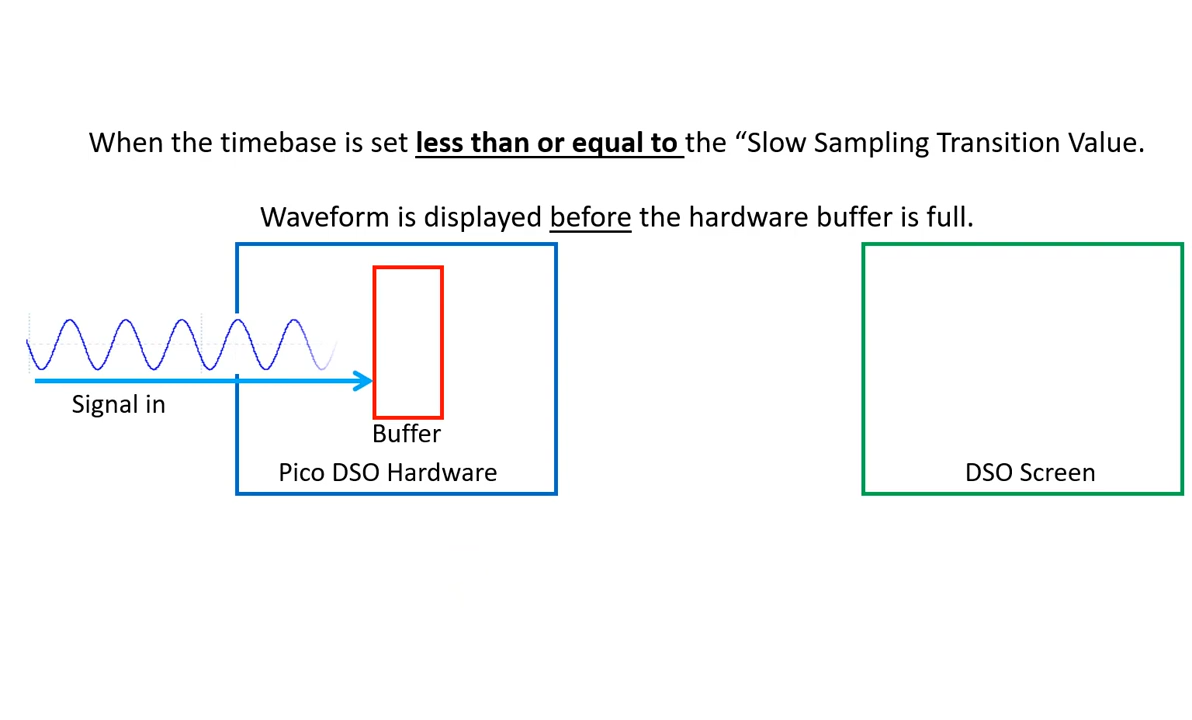 When the timebase is set less than or equal to the “Slow Sampling Transition Value.
Waveform is displayed before the hardware buffer is full.
Signal in
Buffer
Pico DSO Hardware
DSO Screen